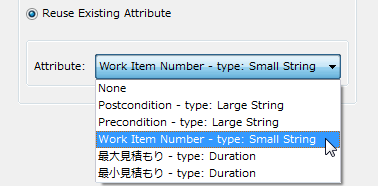 Reuse Existing Attribute
Attribute: Work Item Number - type: Small String
None
Postcondition - type: Large String
Precondition - type: Large String
Work Item Number - type: Small String
最大見積もり - type: Duration
最小見積もり - type: Duration